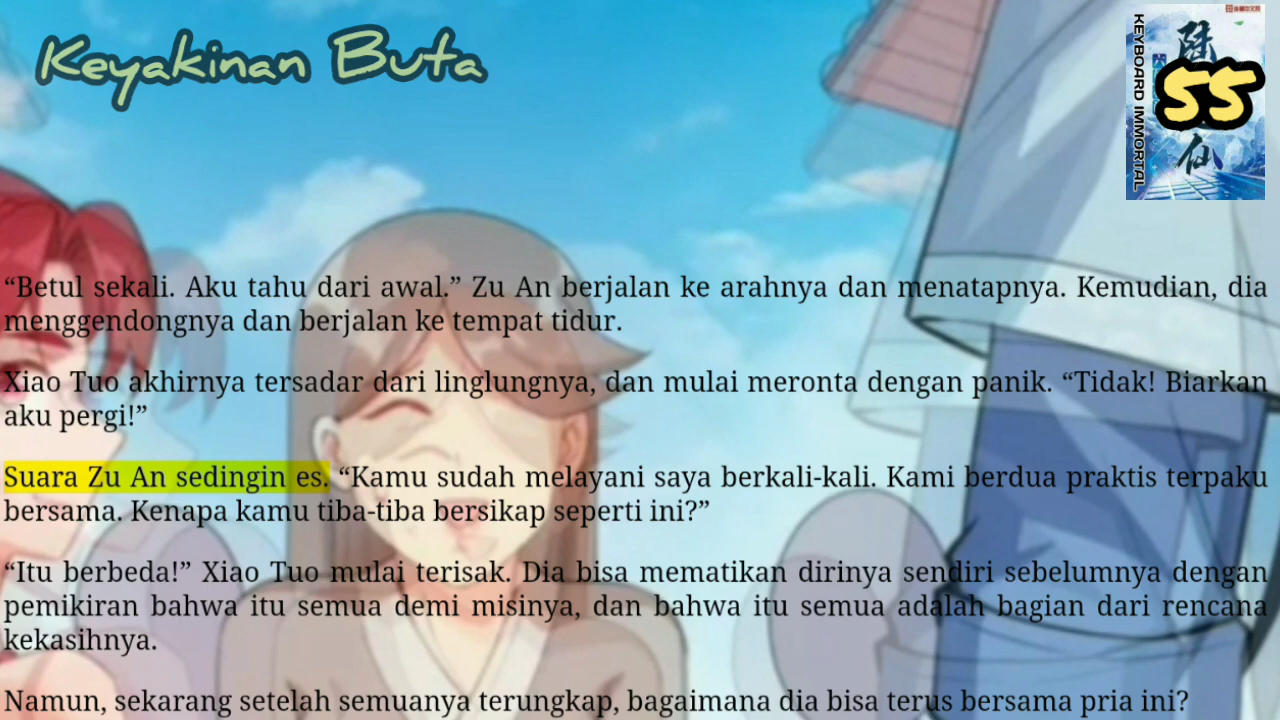 Keyakinan Buta
KEYBOARD IMMORTAL
陆
仙
55
“Betul sekali. Aku tahu dari awal.” Zu An berjalan ke arahnya dan menatapnya. Kemudian, dia
menggendongnya dan berjalan ke tempat tidur.
Xiao Tuo akhirnya tersadar dari linglungnya, dan mulai meronta dengan panik. “Tidak! Biarkan
aku pergi!”
Suara Zu An sedingin es. “Kamu sudah melayani saya berkali-kali. Kami berdua praktis terpaku
bersama. Kenapa kamu tiba-tiba bersikap seperti ini?”
“Itu berbeda!” Xiao Tuo mulai terisak. Dia bisa mematikan dirinya sendiri sebelumnya dengan
pemikiran bahwa itu semua demi misinya, dan bahwa itu semua adalah bagian dari rencana
kekasihnya.
Namun, sekarang setelah semuanya terungkap, bagaimana dia bisa terus bersama pria ini?